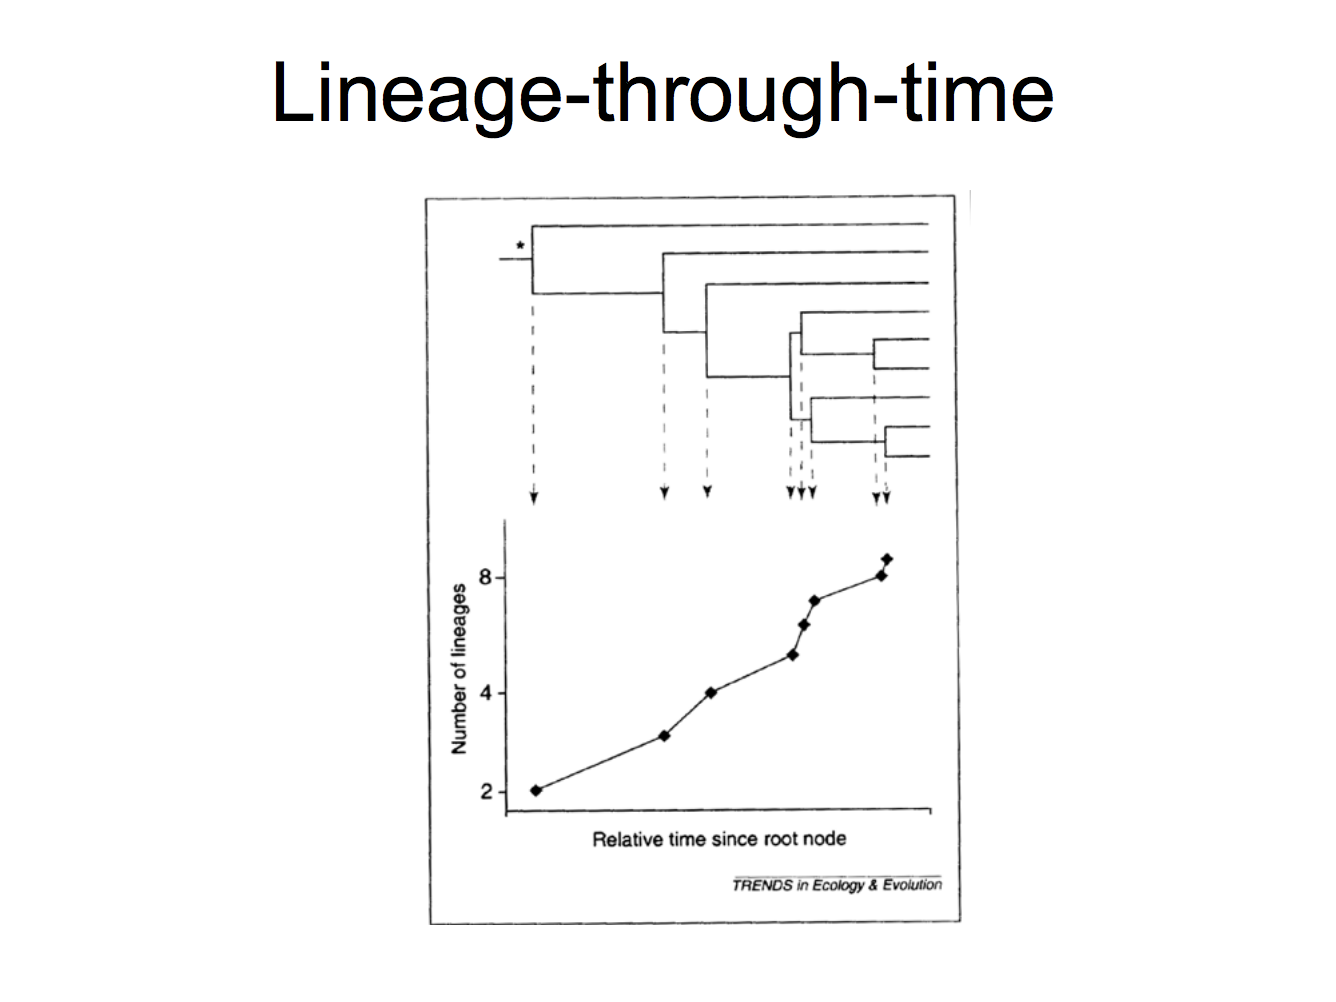 Lineage-through-time
*
8
4
2
Number of lineages
Relative time since root node
TRENDS in Ecology & Evolution